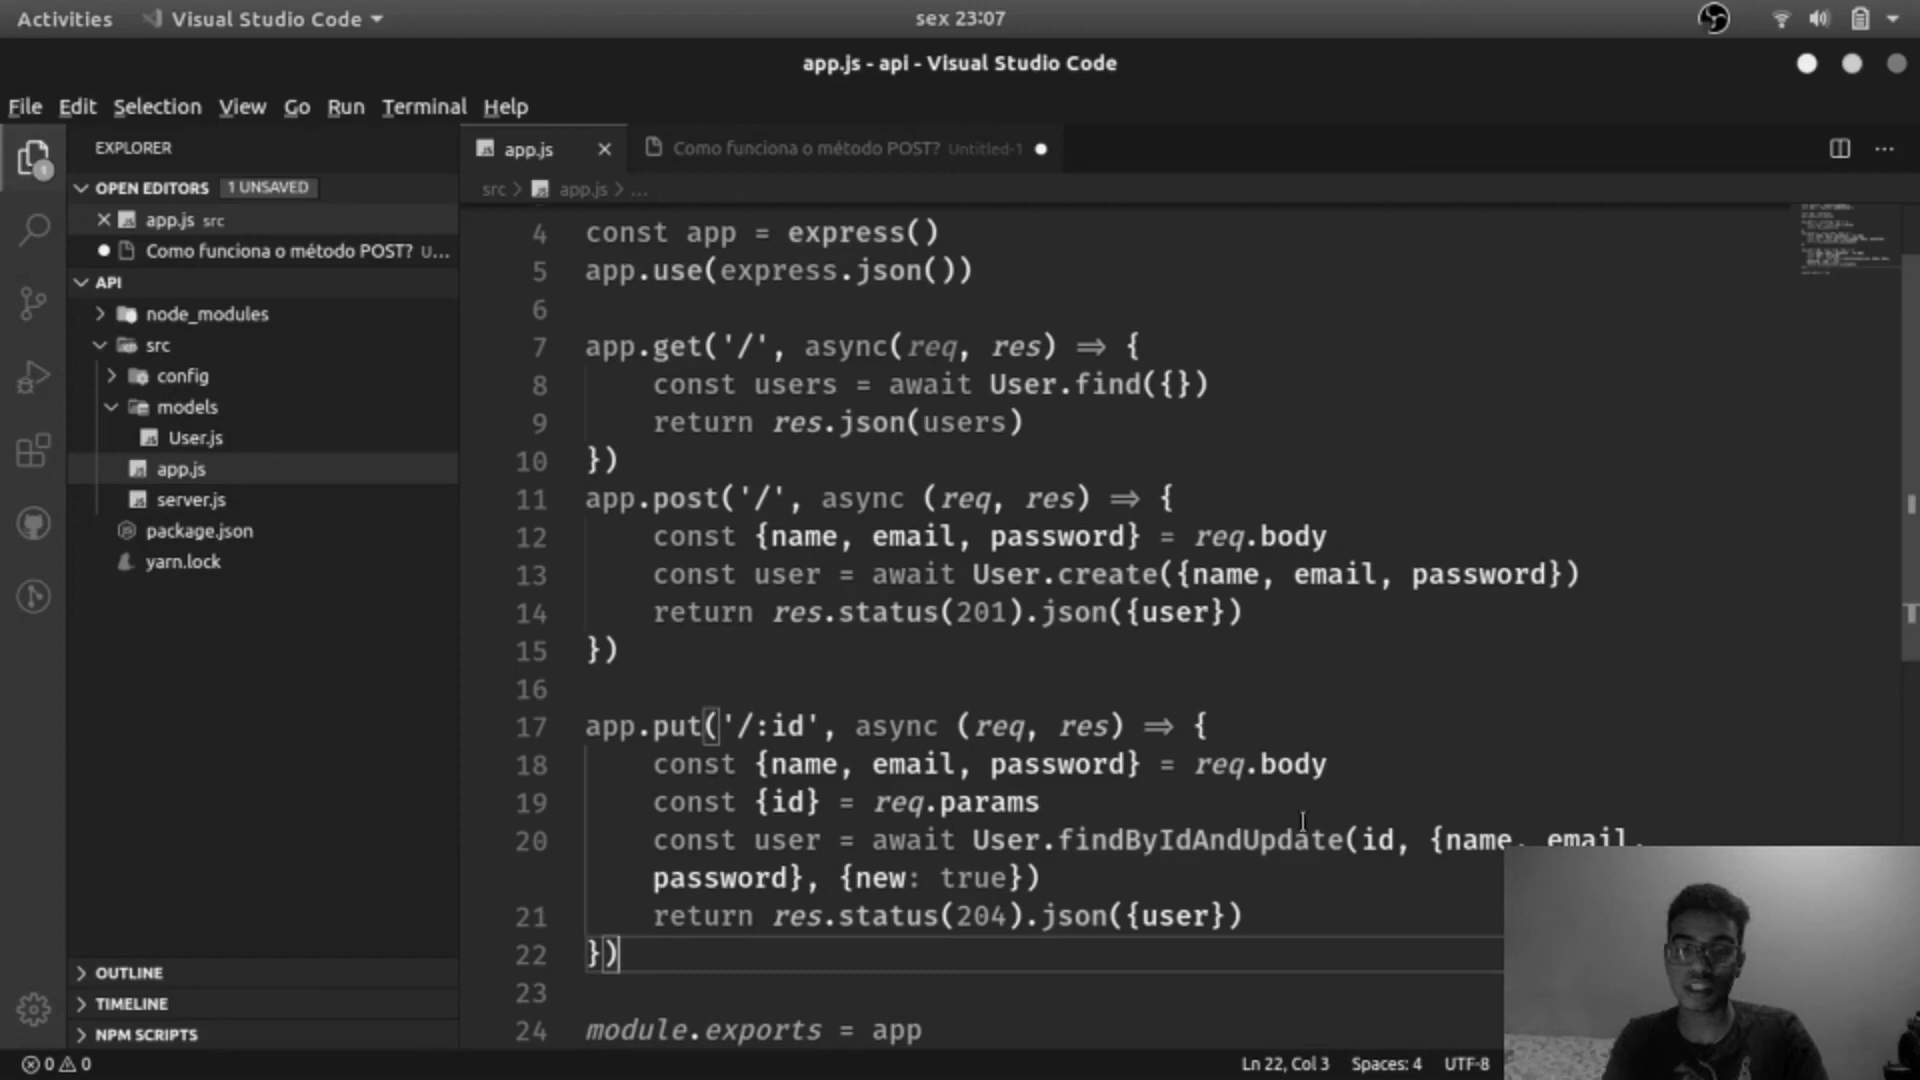 Activities Visual Studio Code sex 23:07
app.js - api - Visual Studio Code
File Edit Selection View Go Run Terminal Help
EXPLORER
OPEN EDITORS 1 UNSAVED
app.js src
Como funciona o método POST? U...
API
node_modules
src
config
models
User.js
app.js
server.js
package.json
yarn.lock
OUTLINE
TIMELINE
NPM SCRIPTS
app.js Como funciona o método POST? Untitled-1
src > app.js > ...
4 const app = express()
5 app.use(express.json())
6
7 app.get('/', async(req, res) => {
8 const users = await User.find({})
9 return res.json(users)
10 })
11 app.post('/', async (req, res) => {
12 const {name, email, password} = req.body
13 const user = await User.create({name, email, password})
14 return res.status(201).json({user})
15 })
16
17 app.put('/:id', async (req, res) => {
18 const {name, email, password} = req.body
19 const {id} = req.params
20 const user = await User.findByIdAndUpdate(id, {name, email,
password}, {new: true})
21 return res.status(204).json({user})
22 })
23
24 module.exports = app
0 0 Ln 22, Col 3 Spaces: 4 UTF-8